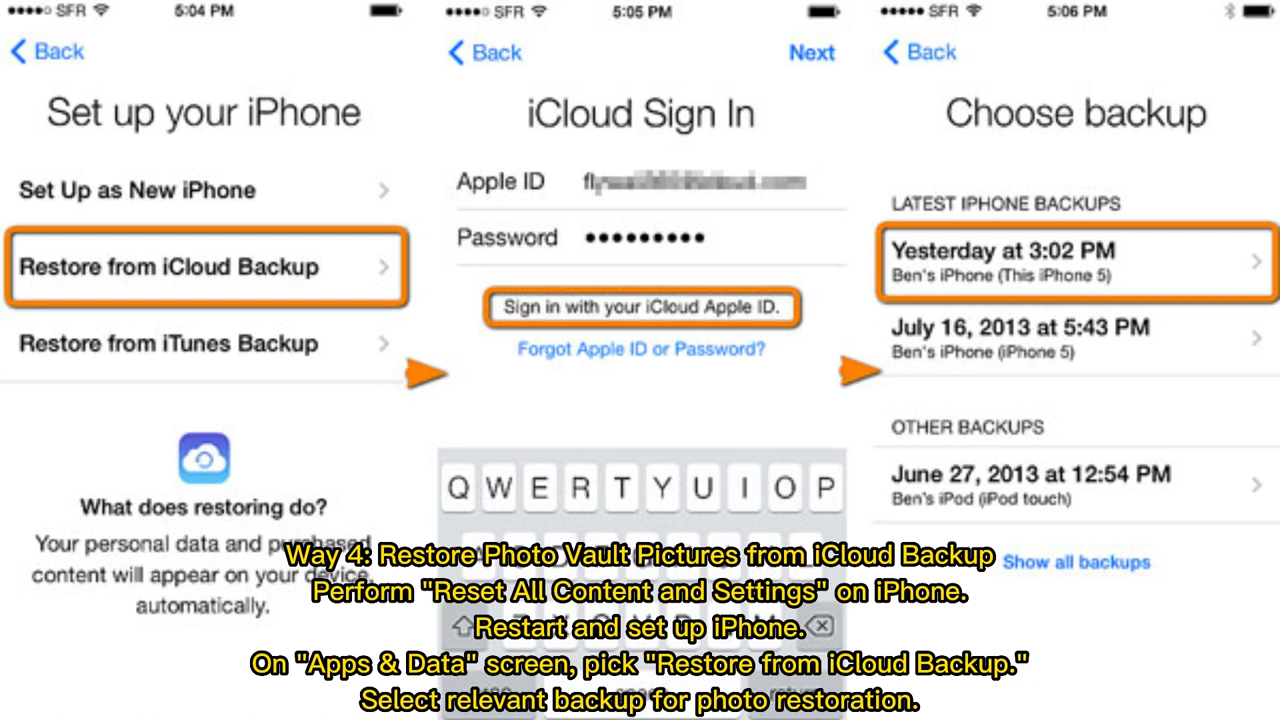 ●●●●○ SFR 5:04 PM
Back
Set up your iPhone
Set Up as New iPhone
Restore from iCloud Backup
Restore from iTunes Backup
What does restoring do?
Your personal data and purchased
content will appear on your device
automatically.
●●●●○ SFR 5:05 PM
Back Next
iCloud Sign In
Apple ID
Password ●●●●●●●●●
Sign in with your iCloud Apple ID.
Forgot Apple ID or Password?
Q W E R T Y U I O P
●●●●● SFR 5:06 PM
Back
Choose backup
LATEST IPHONE BACKUPS
Yesterday at 3:02 PM
Ben's iPhone (This iPhone 5)
July 16, 2013 at 5:43 PM
Ben's iPhone (iPhone 5)
OTHER BACKUPS
June 27, 2013 at 12:54 PM
Ben's iPod (iPod touch)
Show all backups
Way 4: Restore Photo Vault Pictures from iCloud Backup
Perform "Reset All Content and Settings" on iPhone.
Restart and set up iPhone.
On "Apps & Data" screen, pick "Restore from iCloud Backup."
Select relevant backup for photo restoration.